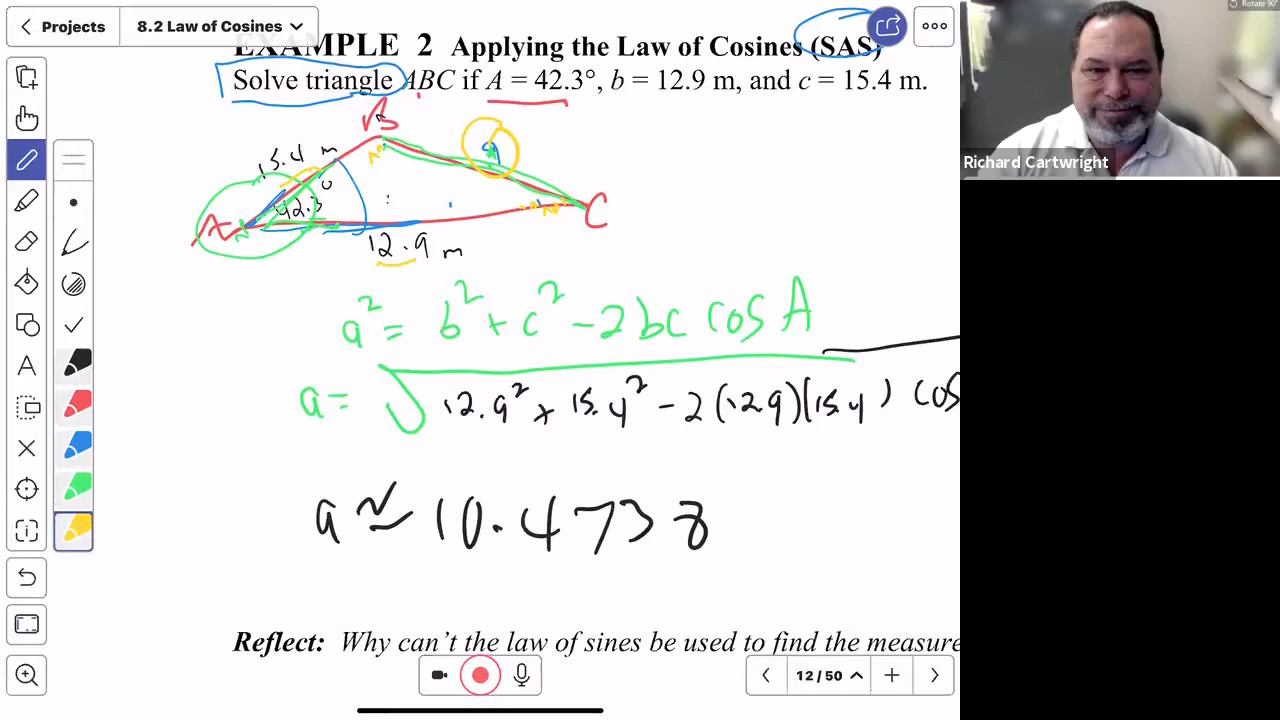 Projects
8.2 Law of Cosines
Rotate 90°
EXAMPLE 2 Applying the Law of Cosines (SAS)
Solve triangle ABC if A = 42.3°, b = 12.9 m, and c = 15.4 m.
B
15.4 m
a
42.3°
A
C
12.9 m
Richard Cartwright
a² = b² + c² − 2bc cos A
a = √12.9² + 15.4² − 2(12.9)(15.4) cos
a ≈ 10.4738
Reflect: Why can't the law of sines be used to find the measure
A
12 / 50